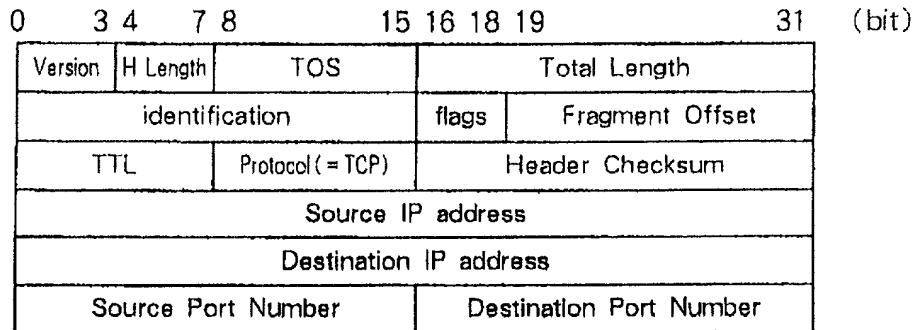 0 3 4 7 8 15 16 18 19 31 (bit)
Version H Length TOS Total Length
identification flags Fragment Offset
TTL Protocol(=TCP) Header Checksum
Source IP address
Destination IP address
Source Port Number Destination Port Number